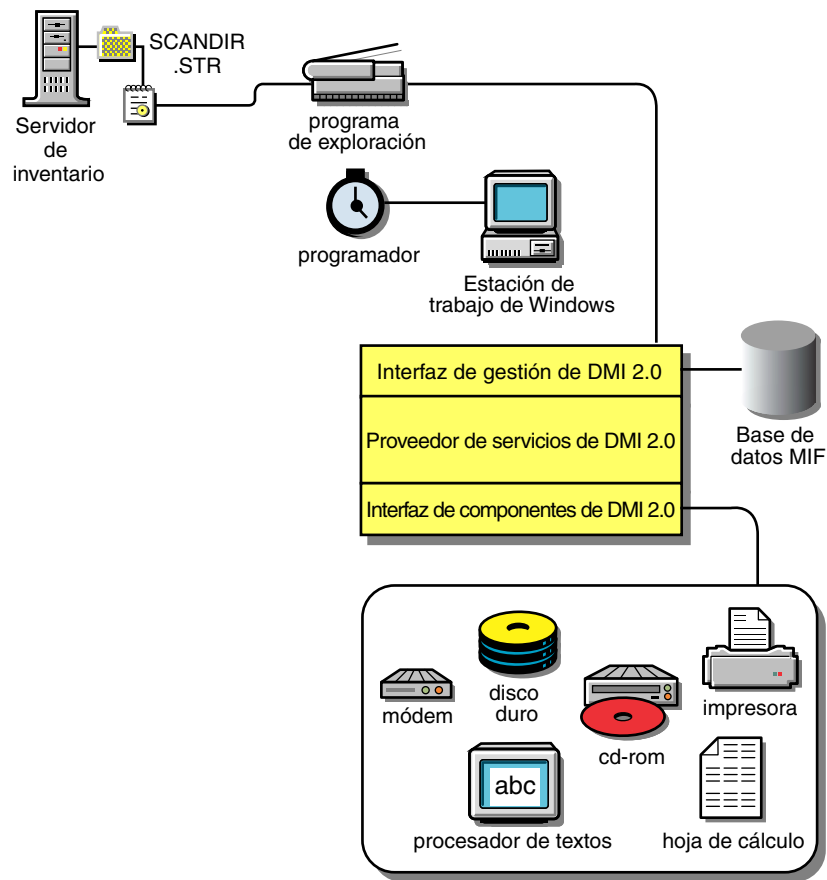 SCANDIR
.STR
Servidor
de
inventario
programa
de exploración
programador
Estación de
trabajo de Windows
Interfaz de gestión de DMI 2.0
Proveedor de servicios de DMI 2.0
Interfaz de componentes de DMI 2.0
Base de
datos MIF
módem
disco
duro
cd-rom
impresora
abc
procesador de textos
hoja de cálculo